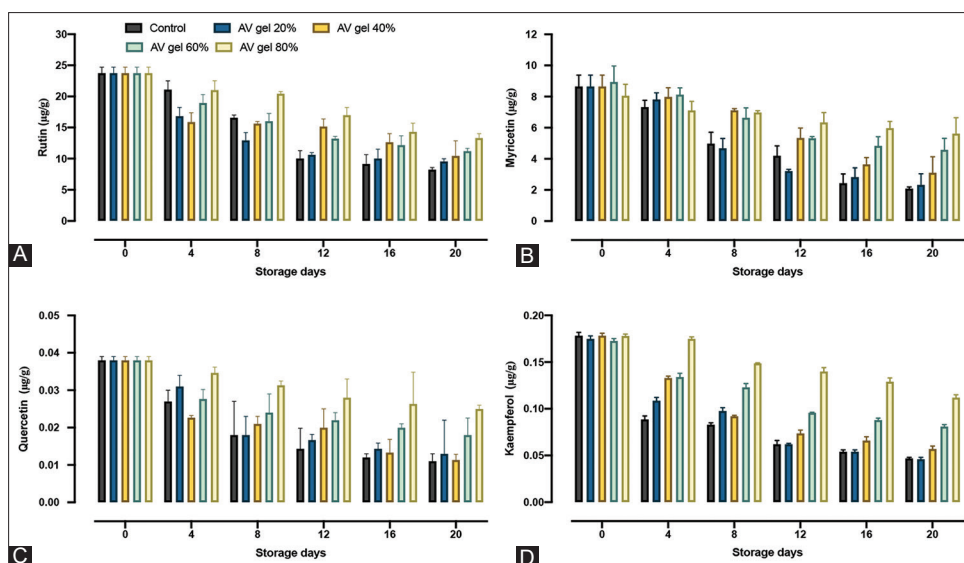 Control AV gel 20% AV gel 40%
AV gel 60% AV gel 80%
Rutin (µg/g)
30
25
20
15
10
5
0
0 4 8 12 16 20
Storage days
A
Myricetin (µg/g)
12
10
8
6
4
2
0
0 4 8 12 16 20
Storage days
B
Quercetin (µg/g)
0.05
0.04
0.03
0.02
0.01
0.00
0 4 8 12 16 20
Storage days
C
Kaempferol (µg/g)
0.20
0.15
0.10
0.05
0.00
0 4 8 12 16 20
Storage days
D